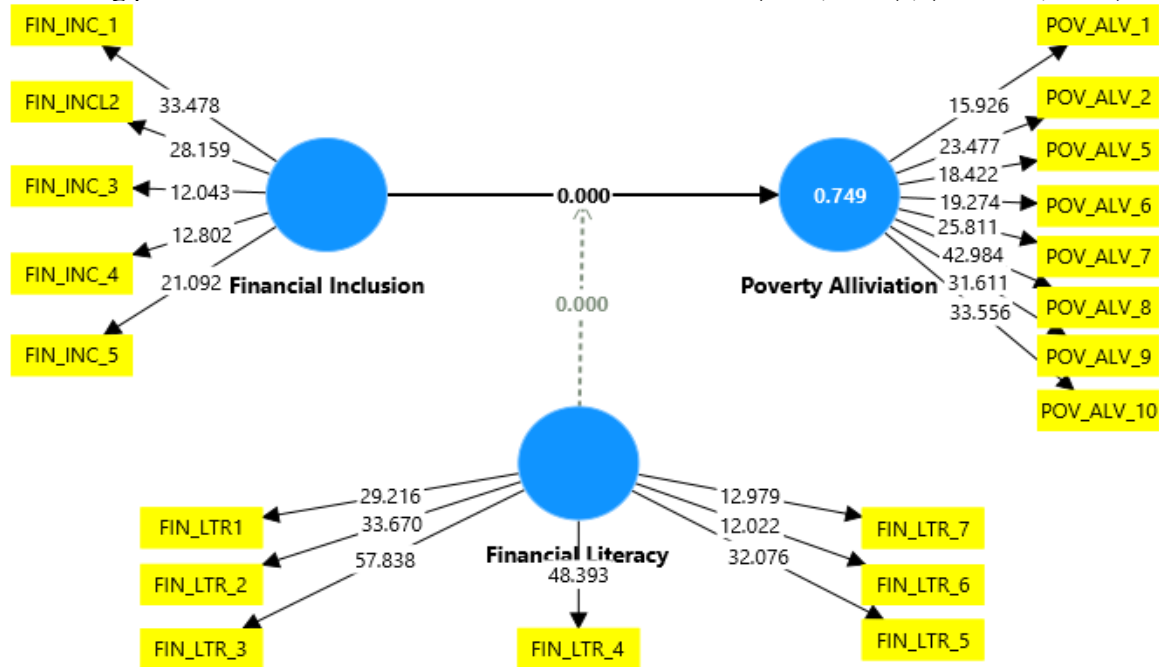 FIN_INC_1
FIN_INCL2
FIN_INC_3
FIN_INC_4
FIN_INC_5
33.478
28.159
12.043
12.802
21.092
Financial Inclusion
0.000
0.000
0.749
Poverty Alliviation
15.926
23.477
18.422
19.274
25.811
42.984
31.611
33.556
POV_ALV_1
POV_ALV_2
POV_ALV_5
POV_ALV_6
POV_ALV_7
POV_ALV_8
POV_ALV_9
POV_ALV_10
Financial Literacy
29.216
33.670
57.838
48.393
12.979
12.022
32.076
FIN_LTR1
FIN_LTR_2
FIN_LTR_3
FIN_LTR_4
FIN_LTR_7
FIN_LTR_6
FIN_LTR_5